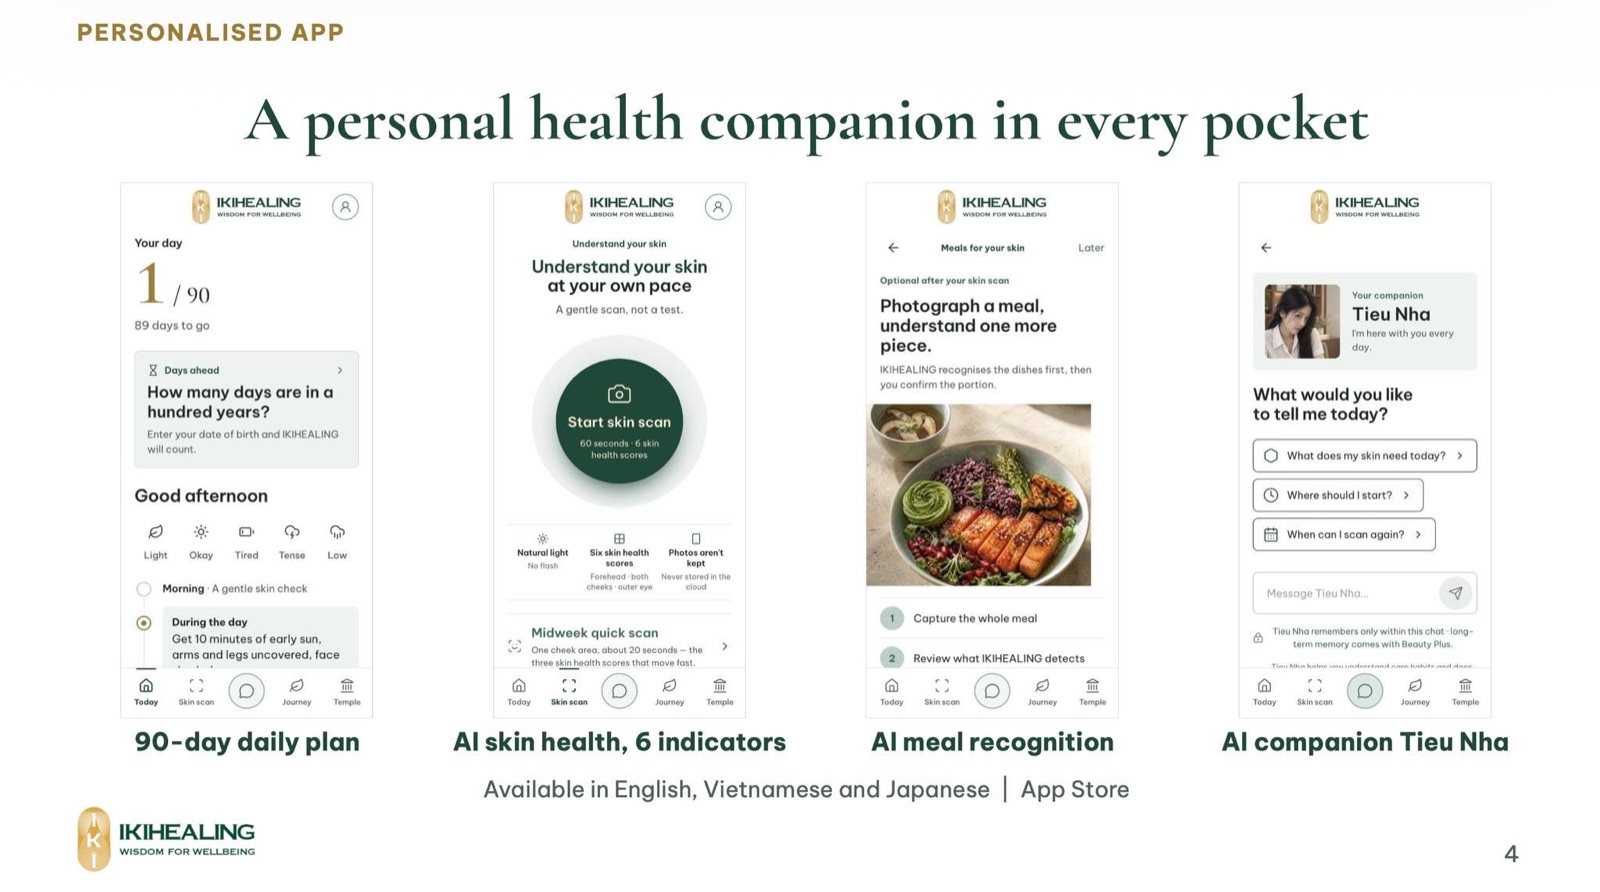 PERSONALISED APP
A personal health companion in every pocket
IKIHEALING
WISDOM FOR WELLBEING
Your day
1 / 90
89 days to go
Days ahead
How many days are in a
hundred years?
Enter your date of birth and IKIHEALING
will count.
Good afternoon
Light
Okay
Tired
Tense
Low
Morning · A gentle skin check
During the day
Get 10 minutes of early sun,
arms and legs uncovered, face
Today
Skin scan
Journey
Temple
90-day daily plan
IKIHEALING
WISDOM FOR WELLBEING
Understand your skin
Understand your skin
at your own pace
A gentle scan, not a test.
Start skin scan
60 seconds · 6 skin
health scores
Natural light
No flash
Six skin health
scores
Forehead · both
cheeks · outer eye
Photos aren't
kept
Never stored in the
cloud
Midweek quick scan
One cheek area, about 20 seconds — the
three skin health scores that move fast.
Today
Skin scan
Journey
Temple
AI skin health, 6 indicators
IKIHEALING
WISDOM FOR WELLBEING
Meals for your skin
Later
Optional after your skin scan
Photograph a meal,
understand one more
piece.
IKIHEALING recognises the dishes first, then
you confirm the portion.
1 Capture the whole meal
2 Review what IKIHEALING detects
Today
Skin scan
Journey
Temple
AI meal recognition
IKIHEALING
WISDOM FOR WELLBEING
Your companion
Tieu Nha
I'm here with you every
day.
What would you like
to tell me today?
What does my skin need today?
Where should I start?
When can I scan again?
Message Tieu Nha...
Tieu Nha remembers only within this chat · long-
term memory comes with Beauty Plus.
Tieu Nha helps you understand care habits and does
Today
Skin scan
Journey
Temple
AI companion Tieu Nha
Available in English, Vietnamese and Japanese | App Store
IKI
IKIHEALING
WISDOM FOR WELLBEING
4